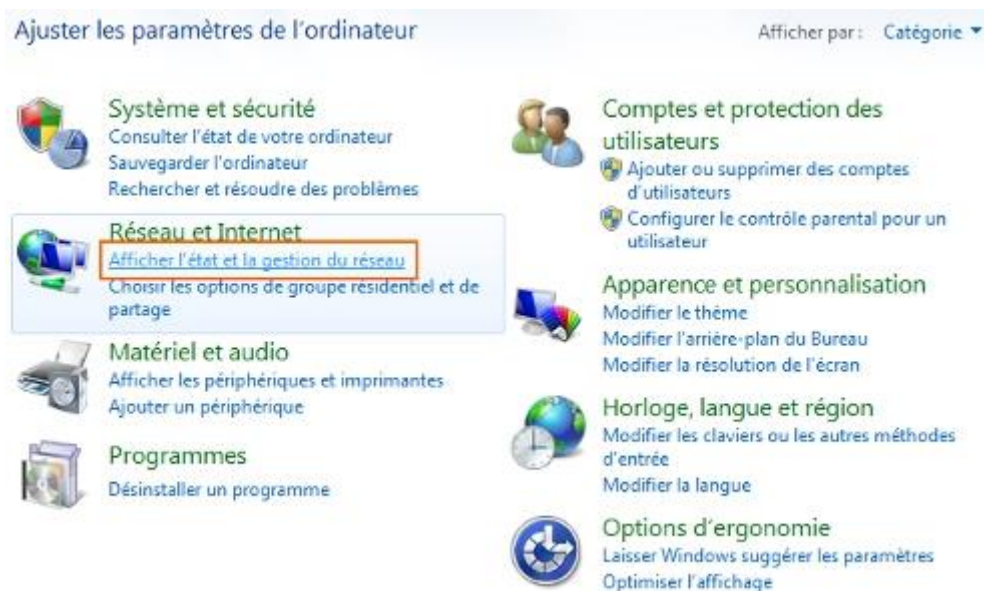 Ajuster les paramètres de l'ordinateur
Afficher par : Catégorie
Système et sécurité
Consulter l'état de votre ordinateur
Sauvegarder l'ordinateur
Rechercher et résoudre des problèmes
Réseau et Internet
Afficher l'état et la gestion du réseau
Choisir les options de groupe résidentiel et de
partage
Matériel et audio
Afficher les périphériques et imprimantes
Ajouter un périphérique
Programmes
Désinstaller un programme
Comptes et protection des
utilisateurs
Ajouter ou supprimer des comptes
d'utilisateurs
Configurer le contrôle parental pour un
utilisateur
Apparence et personnalisation
Modifier le thème
Modifier l'arrière-plan du Bureau
Modifier la résolution de l'écran
Horloge, langue et région
Modifier les claviers ou les autres méthodes
d'entrée
Modifier la langue
Options d'ergonomie
Laisser Windows suggérer les paramètres
Optimiser l'affichage